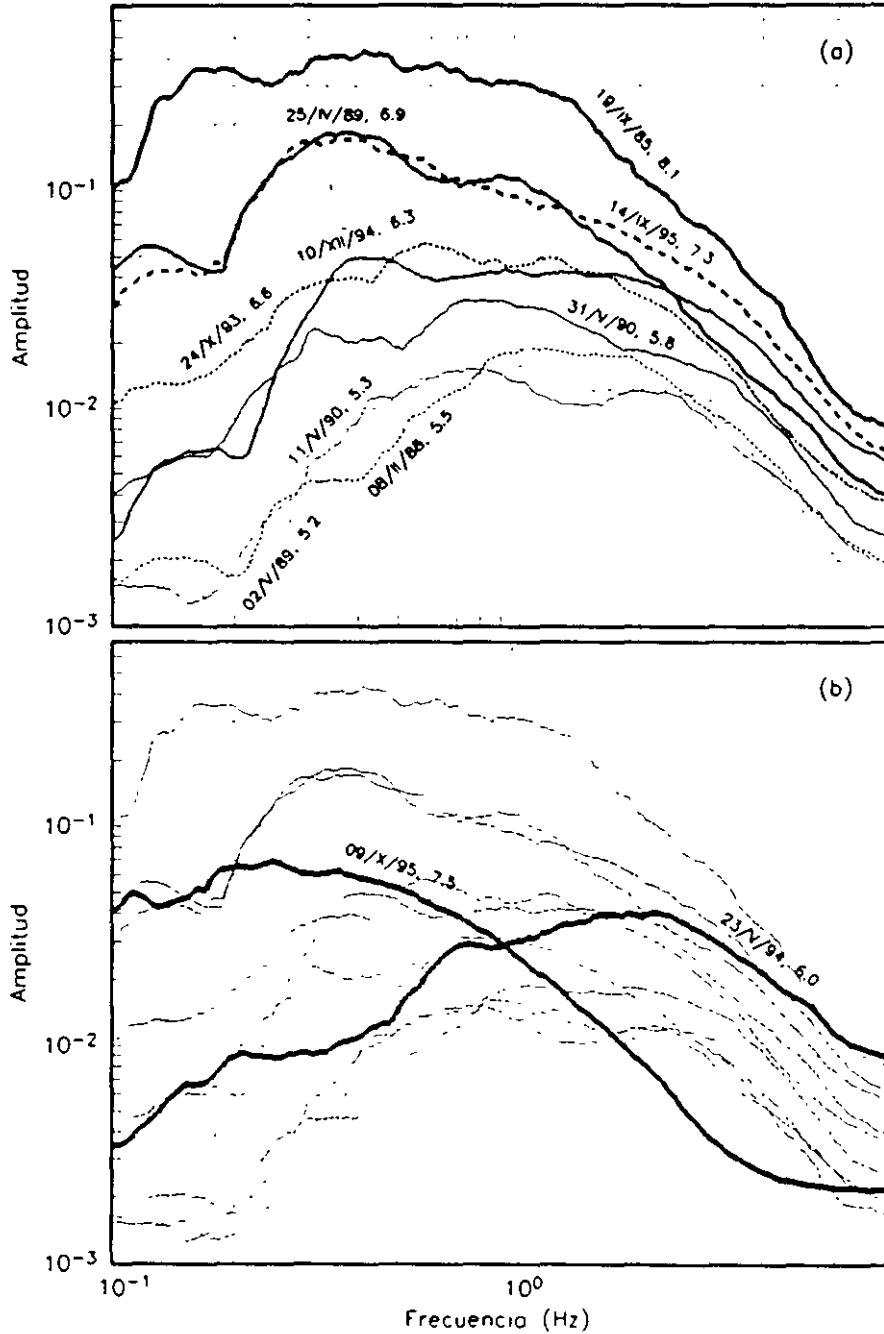 (a)
19/IX/85, 8.1
25/IV/89, 6.9
14/IX/95, 7.3
10/XII/94, 6.3
24/X/93, 6.6
31/V/90, 5.8
11/V/90, 5.3
08/II/88, 5.5
02/V/89, 5.2
Amplitud
10-1
10-2
10-3
(b)
09/X/95, 7.5
23/V/94, 6.0
Amplitud
10-1
10-2
10-3
10-1
100
Frecuencia (Hz)